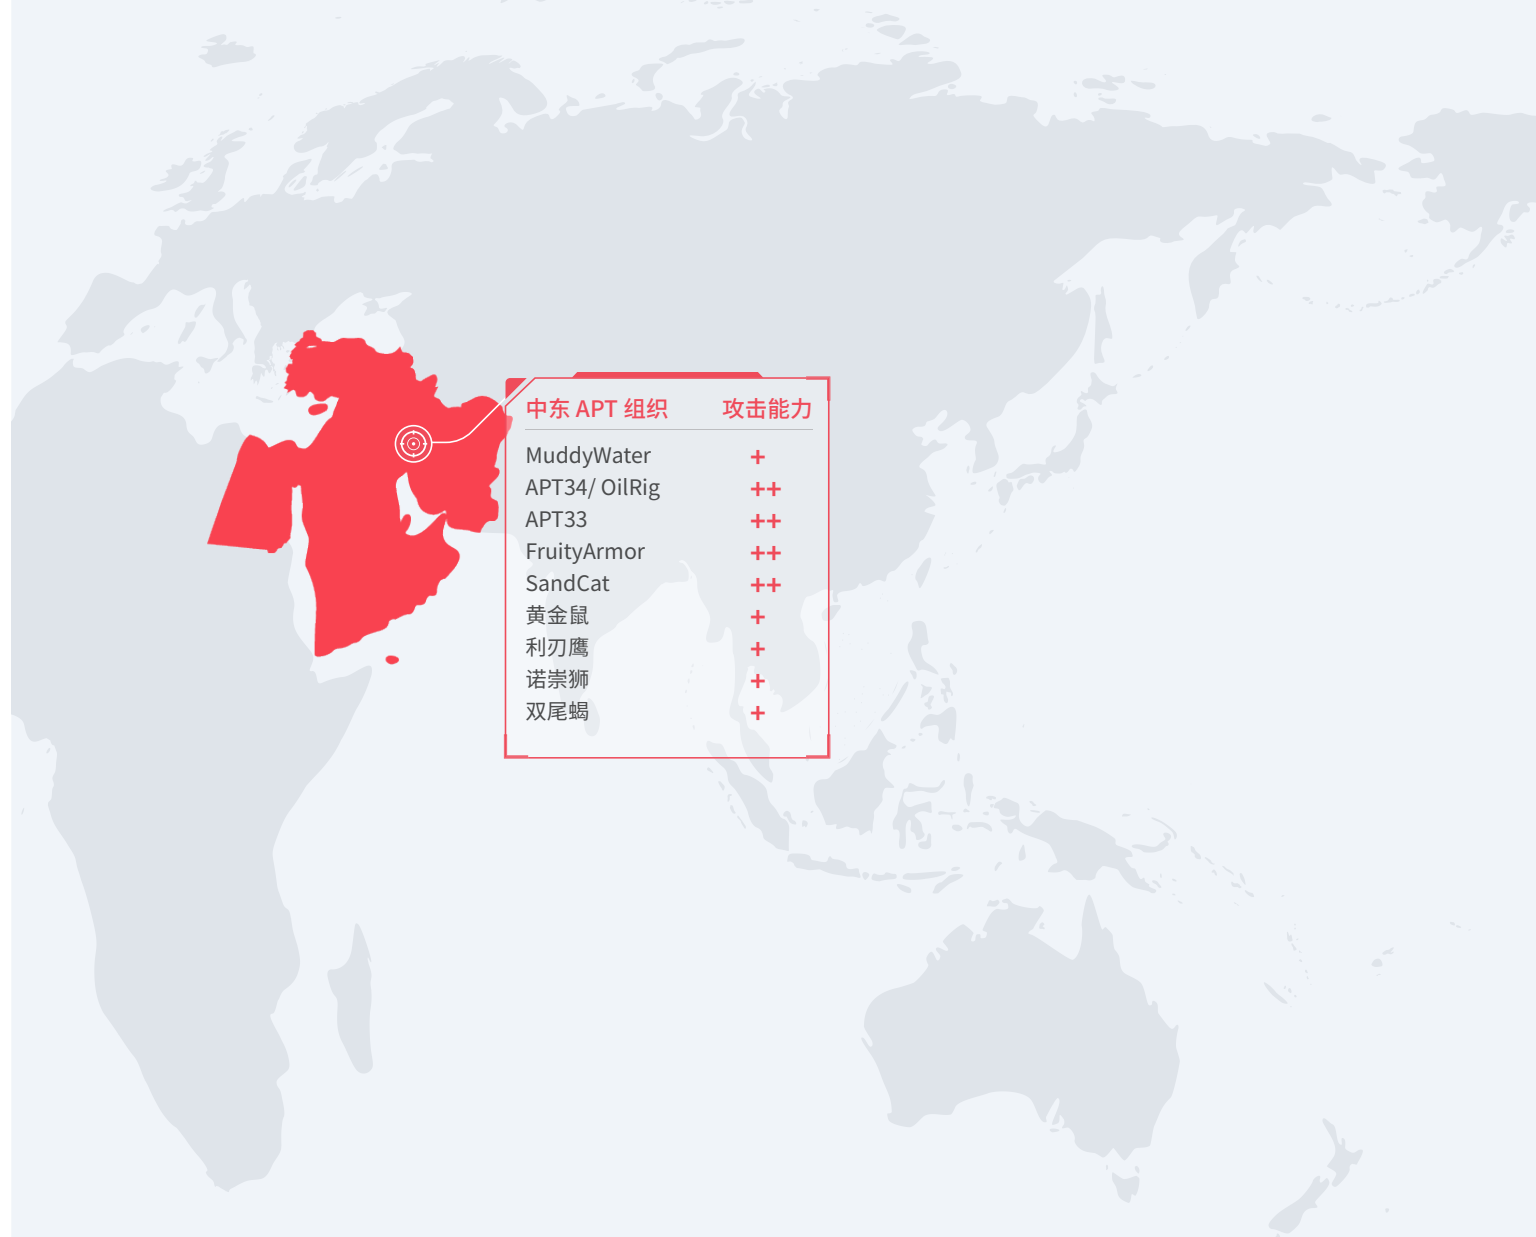 中东 APT 组织 攻击能力
MuddyWater +
APT34/ OilRig ++
APT33 ++
FruityArmor ++
SandCat ++
黄金鼠 +
利刃鹰 +
诺崇狮 +
双尾蝎 +